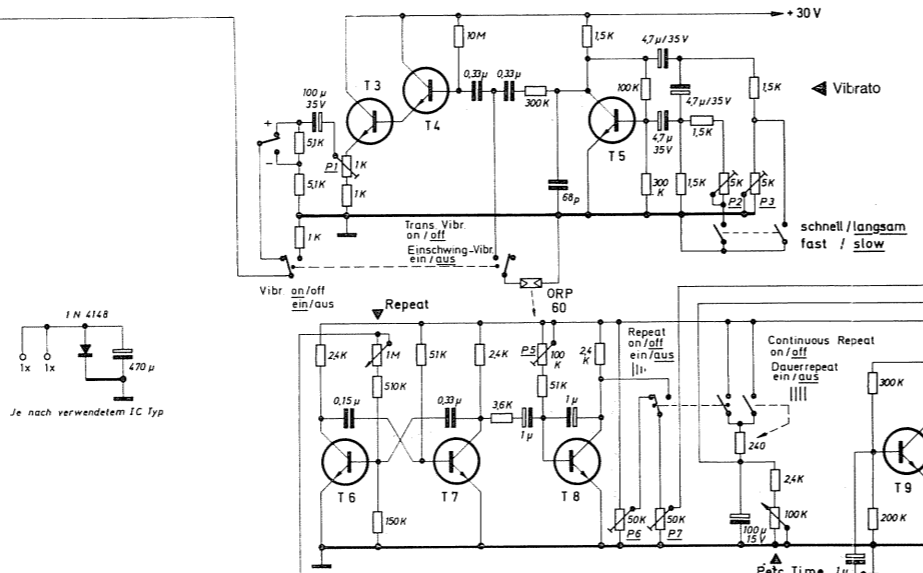 +30 V
10M
1,5K
4,7µ/35V
T3
0,33µ
0,33µ
100K
1,5K
Vibrato
100 µ
35V
T4
300K
4,7µ/35V
+
5,1K
P1
1K
T5
4,7µ
35V
1,5K
-
5,1K
1K
68p
300
K
1,5K
5K
P2
5K
P3
1K
Trans. Vibr.
on / off
Einschwing-Vibr.
ein / aus
schnell / langsam
fast / slow
Vibr. on/off
ein/aus
ORP
60
Repeat
1 N 4148
1x
1x
470 µ
Je nach verwendetem IC Typ
2,4K
1M
51K
2,4K
P5
100
K
2,4
K
Repeat
on/off
ein/aus
Continuous Repeat
on/off
Dauerrepeat
ein/aus
510K
51K
300K
0,15µ
0,33µ
3,6K
1µ
1µ
240
T6
T7
T8
T9
2,4K
150K
50K
P6
50K
P7
100µ
15V
100K
200K
Petc. Time
1µ